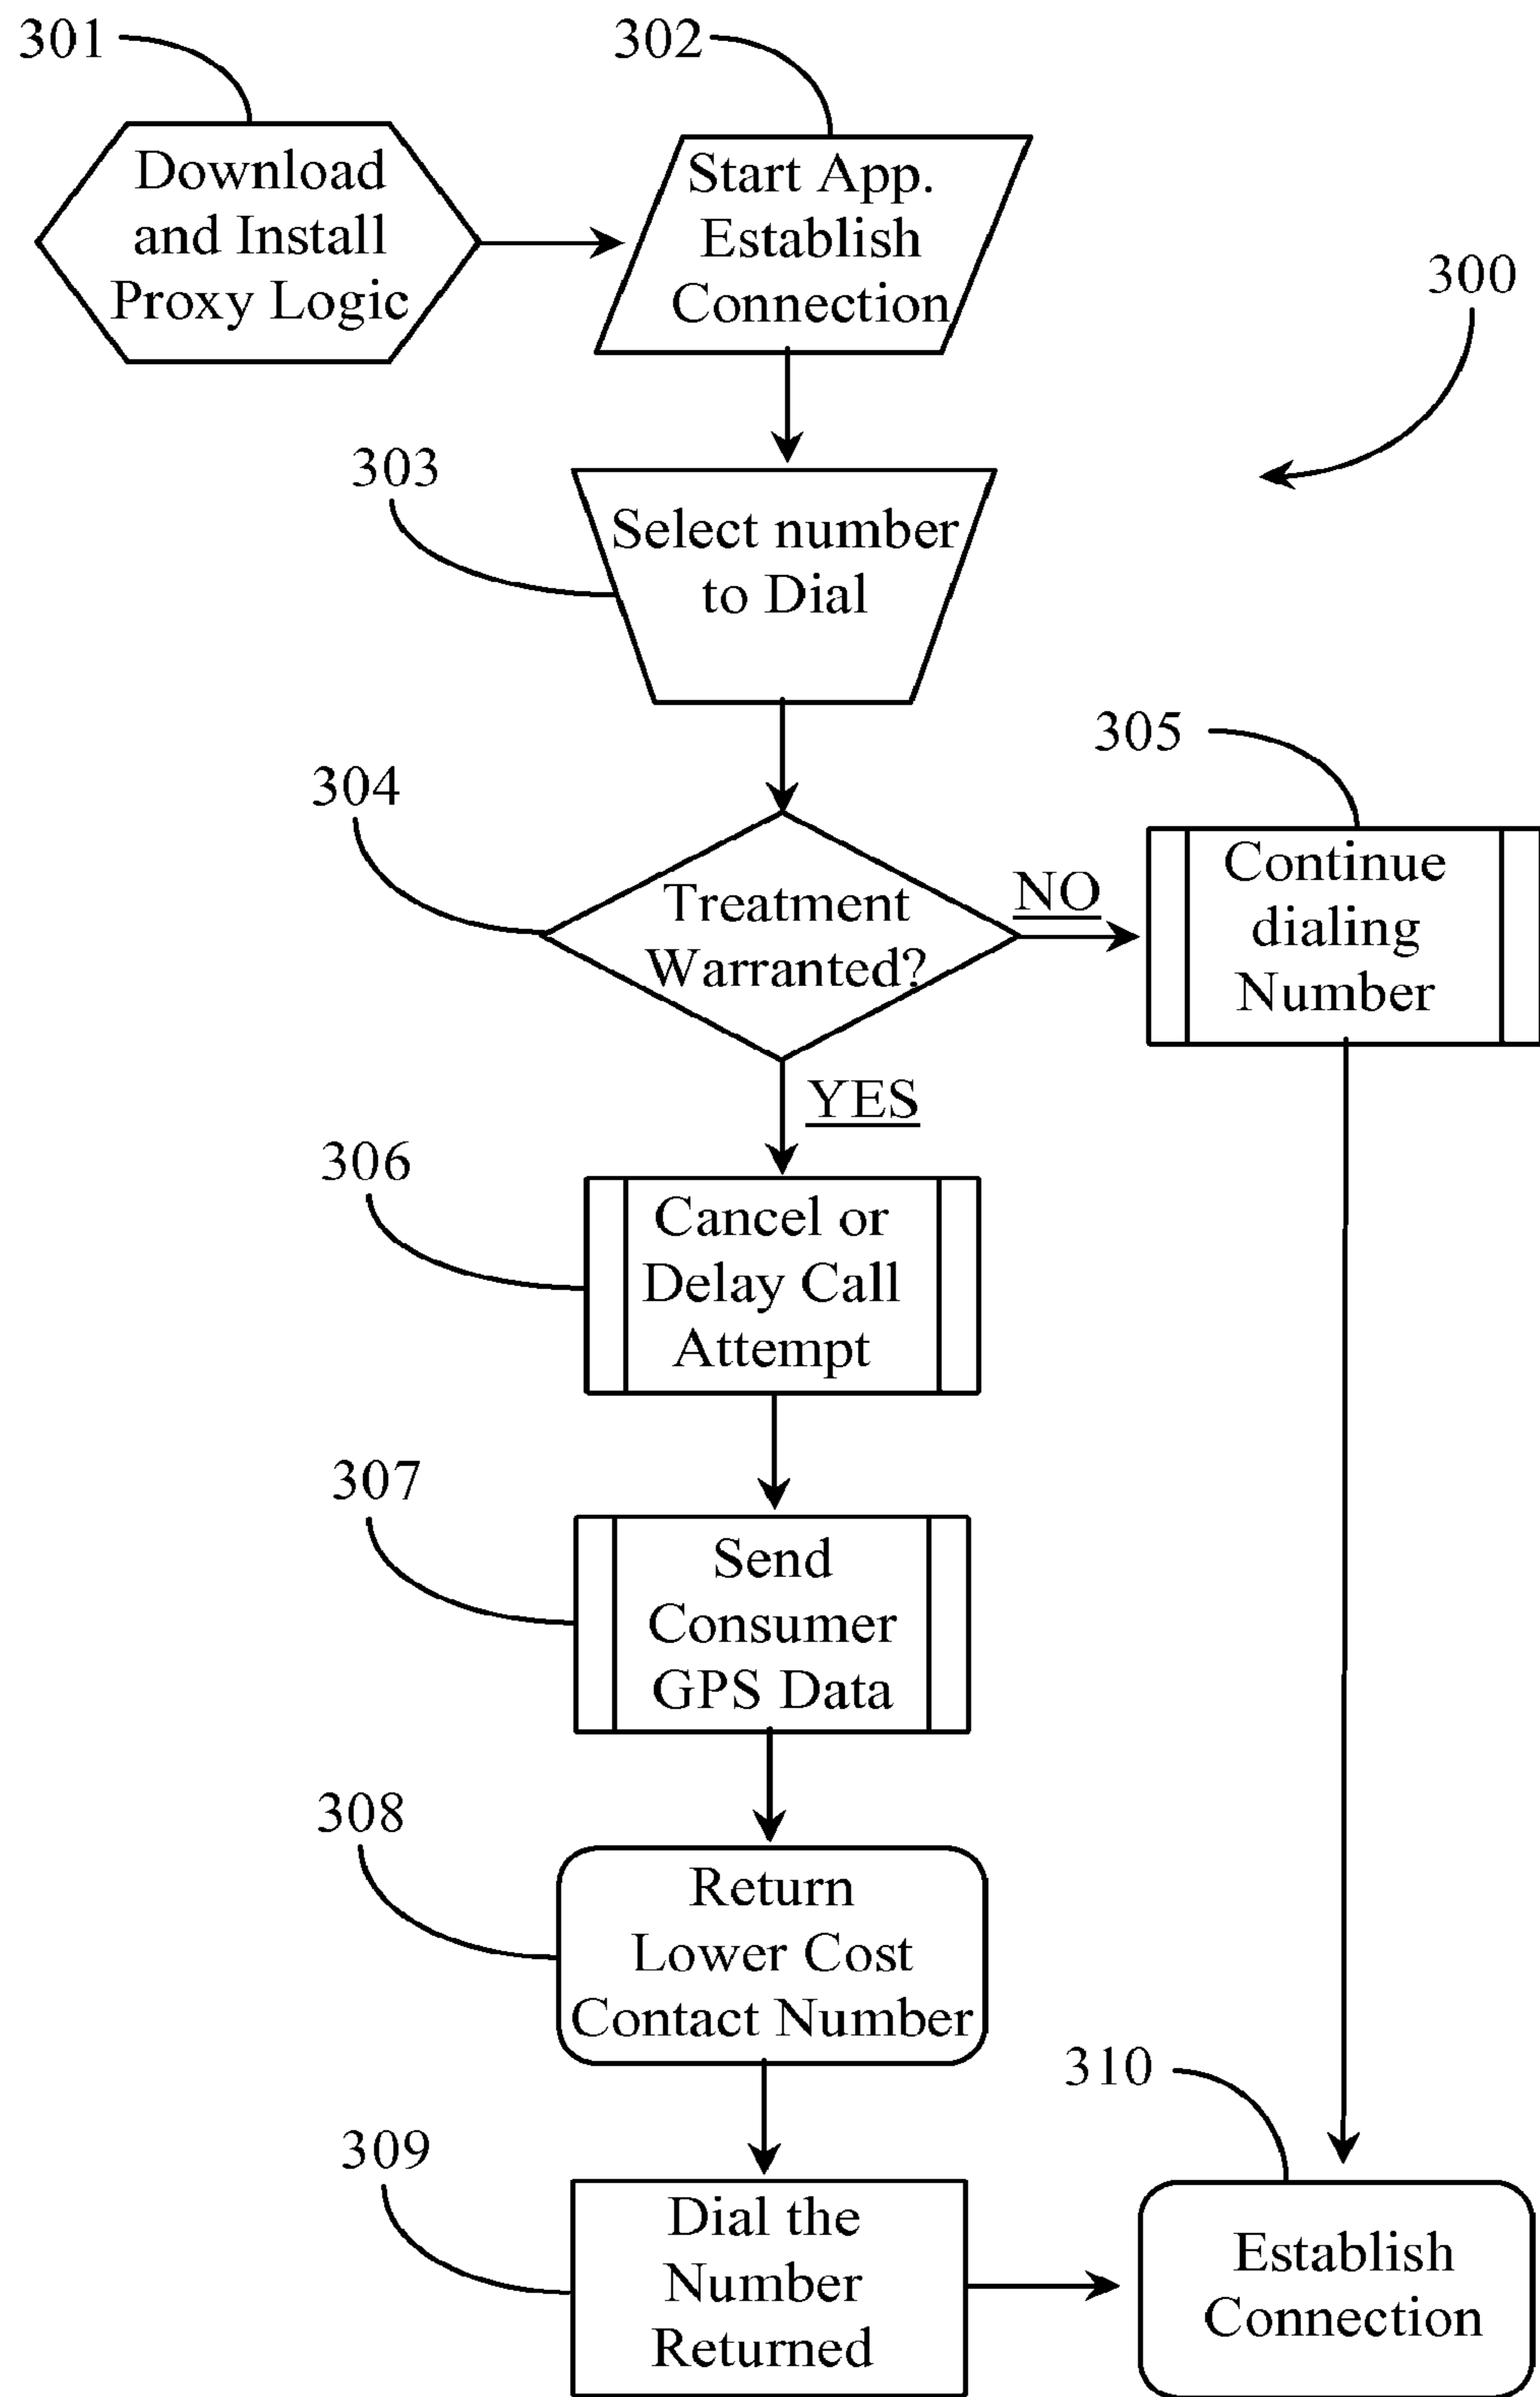 301
302
Download
and Install
Proxy Logic
Start App.
Establish
Connection
300
303
Select number
to Dial
304
305
Treatment
Warranted?
NO
Continue
dialing
Number
YES
306
Cancel or
Delay Call
Attempt
307
Send
Consumer
GPS Data
308
Return
Lower Cost
Contact Number
310
309
Dial the
Number
Returned
Establish
Connection